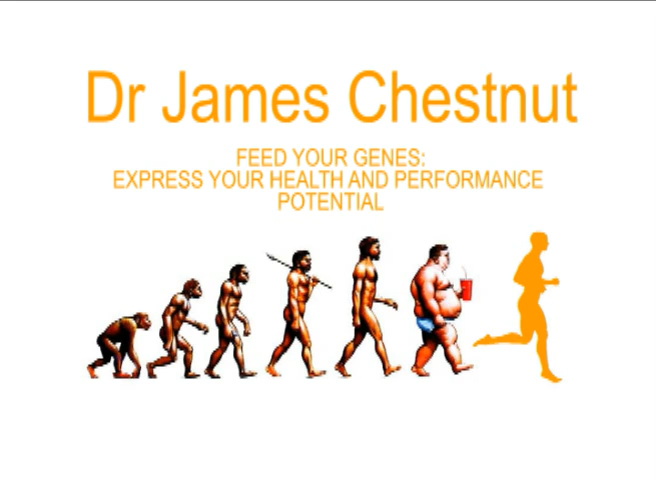 Dr James Chestnut
FEED YOUR GENES:
EXPRESS YOUR HEALTH AND PERFORMANCE
POTENTIAL